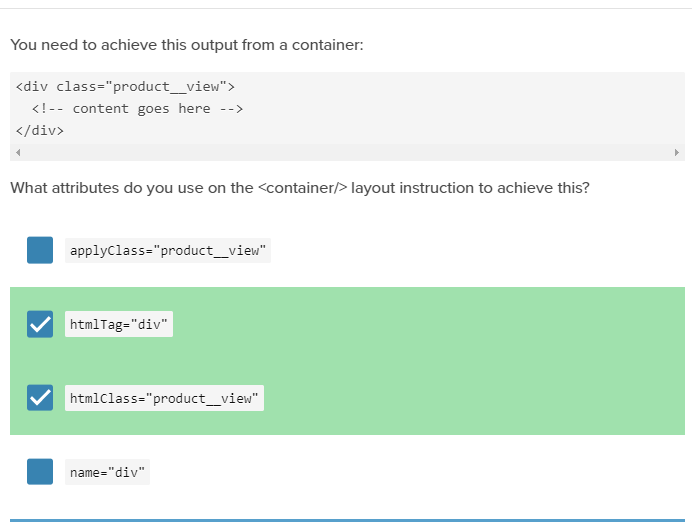 You need to achieve this output from a container:
<div class="product__view">
  <!-- content goes here -->
</div>
What attributes do you use on the <container/> layout instruction to achieve this?
applyClass="product__view"
htmlTag="div"
htmlClass="product__view"
name="div"